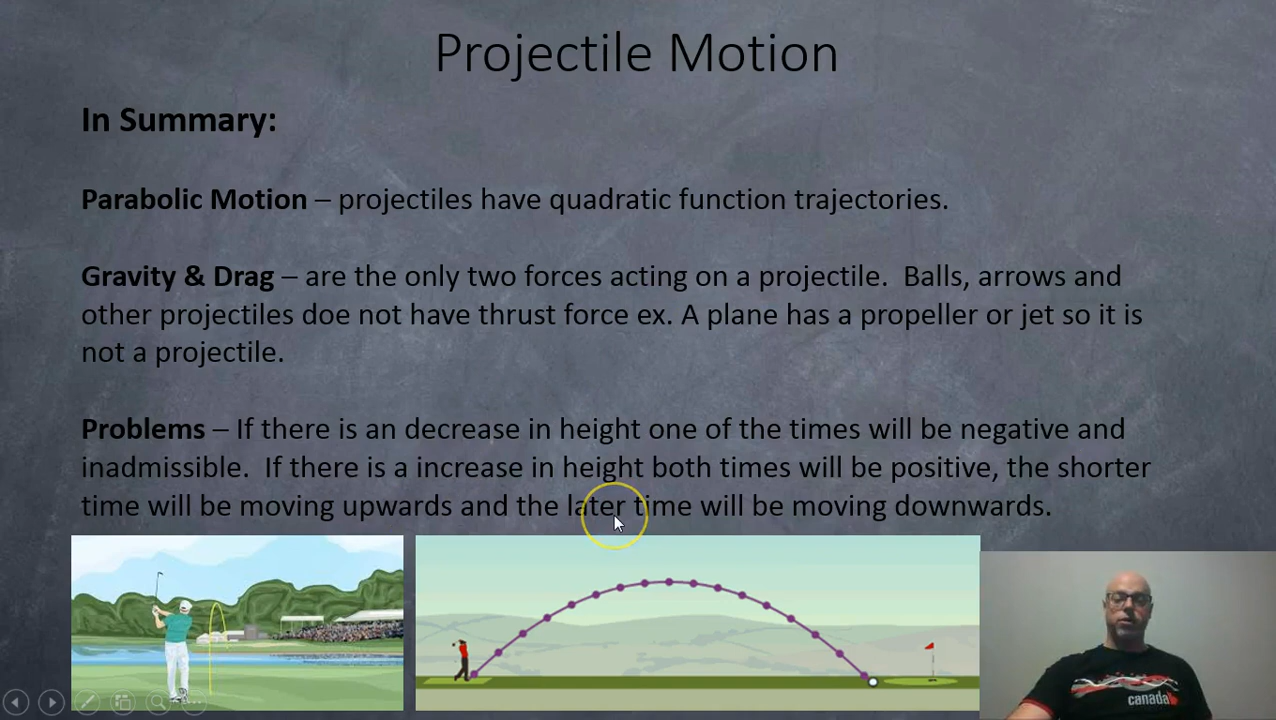 Projectile Motion
In Summary:
Parabolic Motion – projectiles have quadratic function trajectories.
Gravity & Drag – are the only two forces acting on a projectile.  Balls, arrows and
other projectiles doe not have thrust force ex. A plane has a propeller or jet so it is
not a projectile.
Problems – If there is an decrease in height one of the times will be negative and
inadmissible.  If there is a increase in height both times will be positive, the shorter
time will be moving upwards and the later time will be moving downwards.
canada